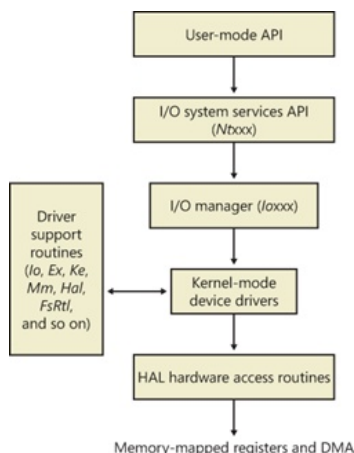 User-mode API
I/O system services API
(Ntxxx)
I/O manager (Ioxxx)
Driver
support
routines
(Io, Ex, Ke,
Mm, Hal,
FsRtl,
and so on)
Kernel-mode
device drivers
HAL hardware access routines
Memory-mapped registers and DMA